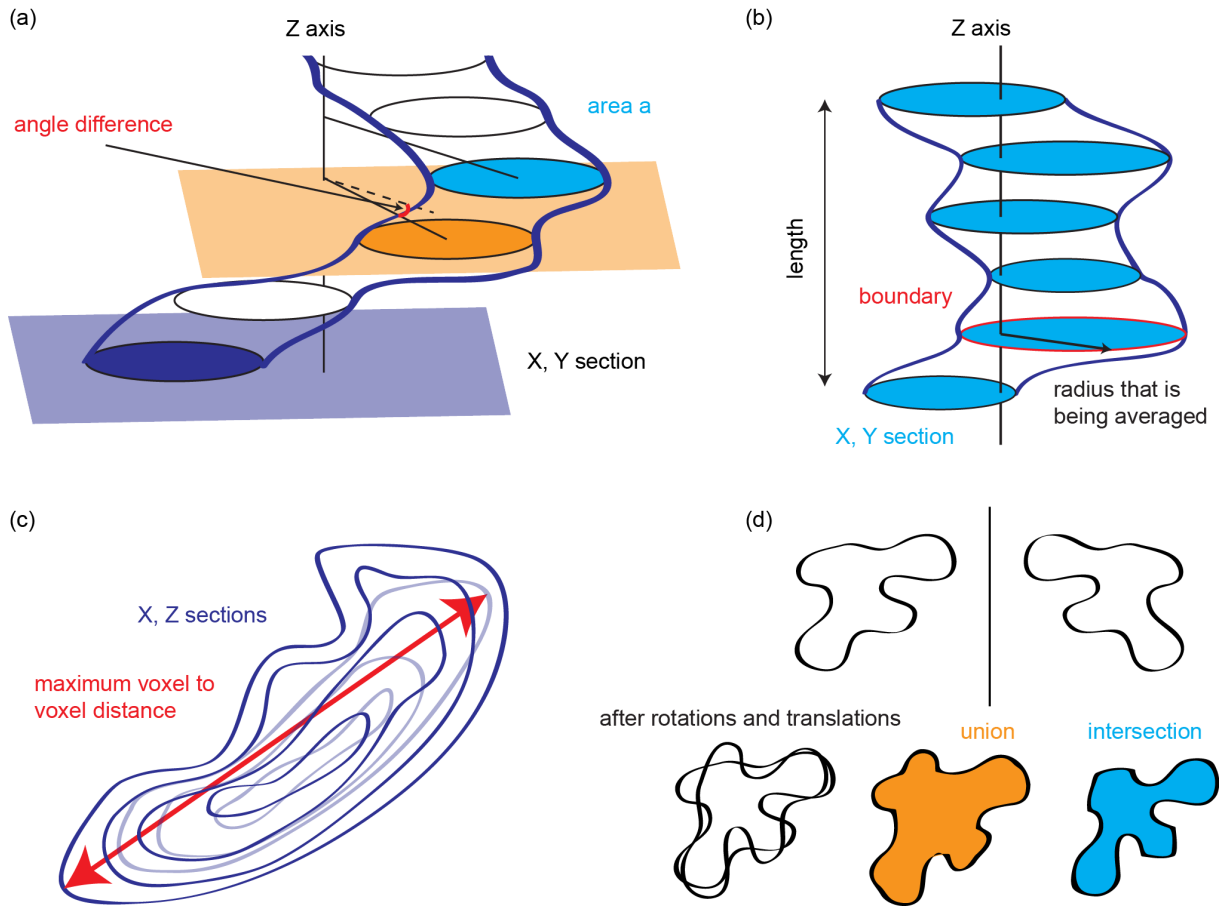 (a)
Z axis
angle difference
area a
X, Y section
(b)
Z axis
length
boundary
radius that is
being averaged
X, Y section
(c)
X, Z sections
maximum voxel to
voxel distance
(d)
after rotations and translations
union
intersection